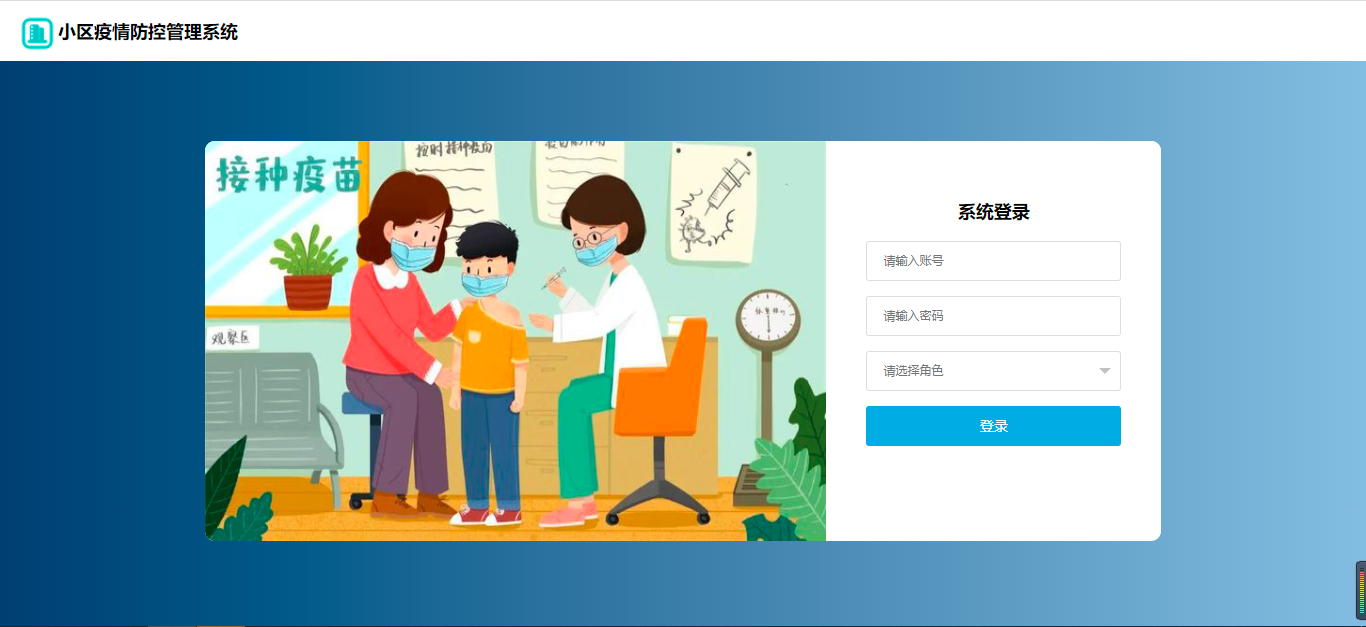 小区疫情防控管理系统
接种疫苗
按时接种疫苗
观察区
系统登录
请输入账号
请输入密码
请选择角色
登录